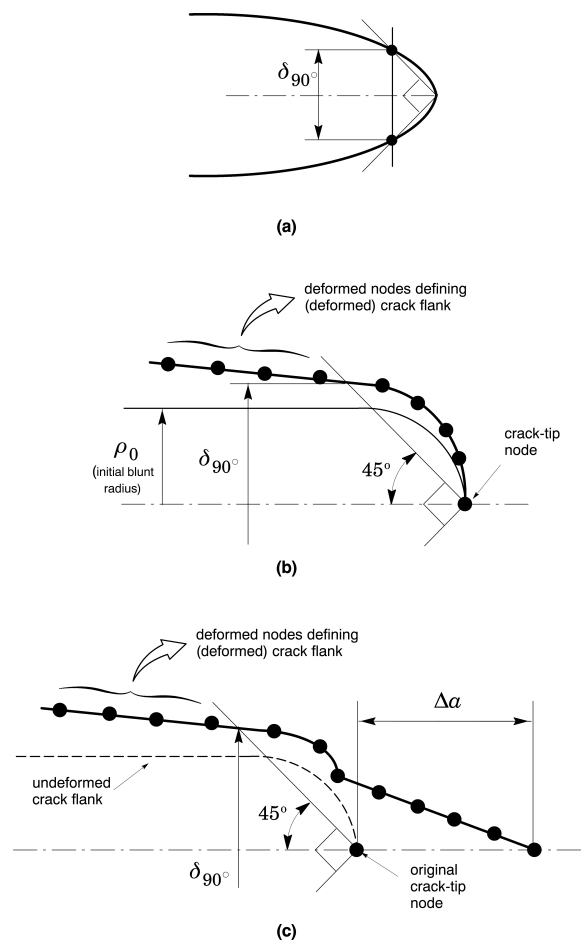 δ90°
(a)
deformed nodes defining
(deformed) crack flank
ρ0
(initial blunt
radius)
δ90°
45°
crack-tip
node
(b)
deformed nodes defining
(deformed) crack flank
Δa
undeformed
crack flank
45°
δ90°
original
crack-tip
node
(c)